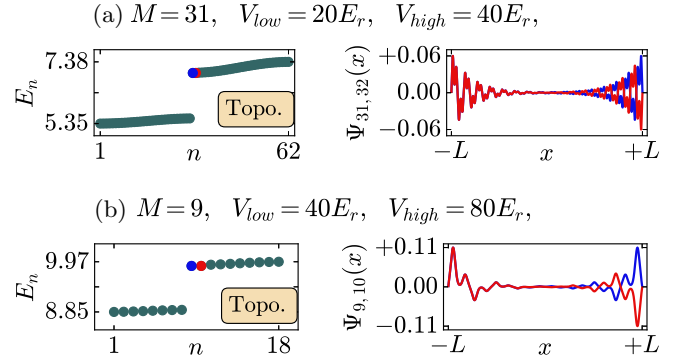 (a) M = 31, V_low = 20E_r, V_high = 40E_r
7.38
5.35
E_n
Topo.
1
n
62
+0.06
0.00
−0.06
Ψ_31,32(x)
−L
x
+L
(b) M = 9, V_low = 40E_r, V_high = 80E_r,
9.97
8.85
E_n
Topo.
1
n
18
+0.11
0.00
−0.11
Ψ_9,10(x)
−L
x
+L